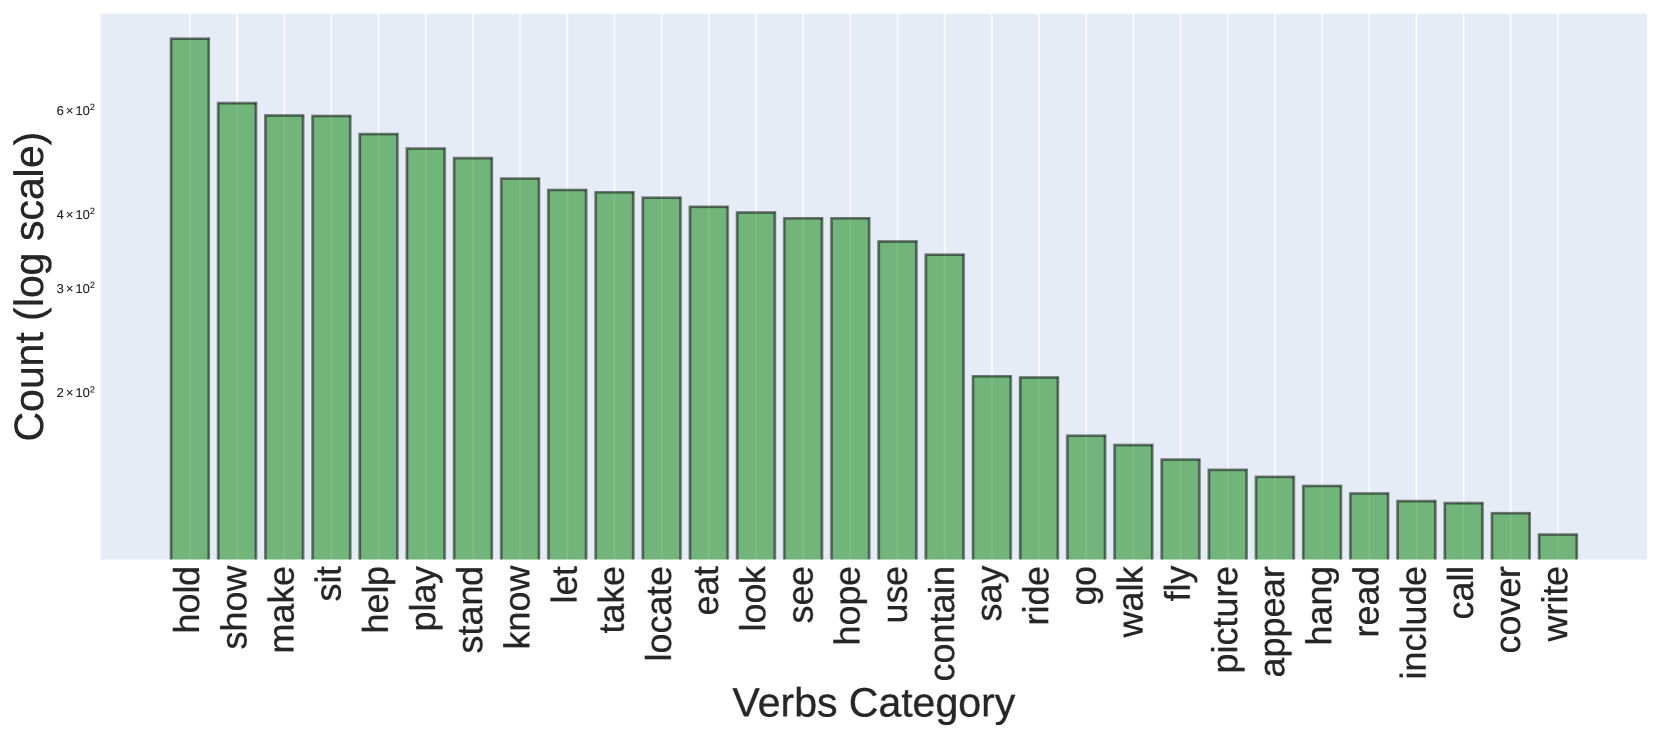 Count (log scale)
6×10²
4×10²
3×10²
2×10²
hold
show
make
sit
help
play
stand
know
let
take
locate
eat
look
see
hope
use
contain
say
ride
go
walk
fly
picture
appear
hang
read
include
call
cover
write
Verbs Category